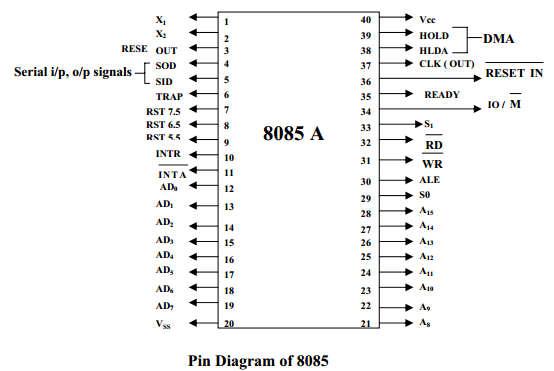 X1 1 40 Vcc
X2 2 39 HOLD
RESE OUT 3 38 HLDA
DMA
SOD 4 37 CLK ( OUT)
Serial i/p, o/p signals
SID 5 36 RESET IN
TRAP 6 35 READY
RST 7.5 7 34 IO / M
RST 6.5 8 33 S1
RST 5.5 9 32 RD
8085 A
INTR 10 31 WR
INTA 11 30 ALE
AD0 12 29 S0
AD1 13 28 A15
AD2 14 27 A14
AD3 15 26 A13
AD4 16 25 A12
AD5 17 24 A11
AD6 18 23 A10
AD7 19 22 A9
VSS 20 21 A8
Pin Diagram of 8085